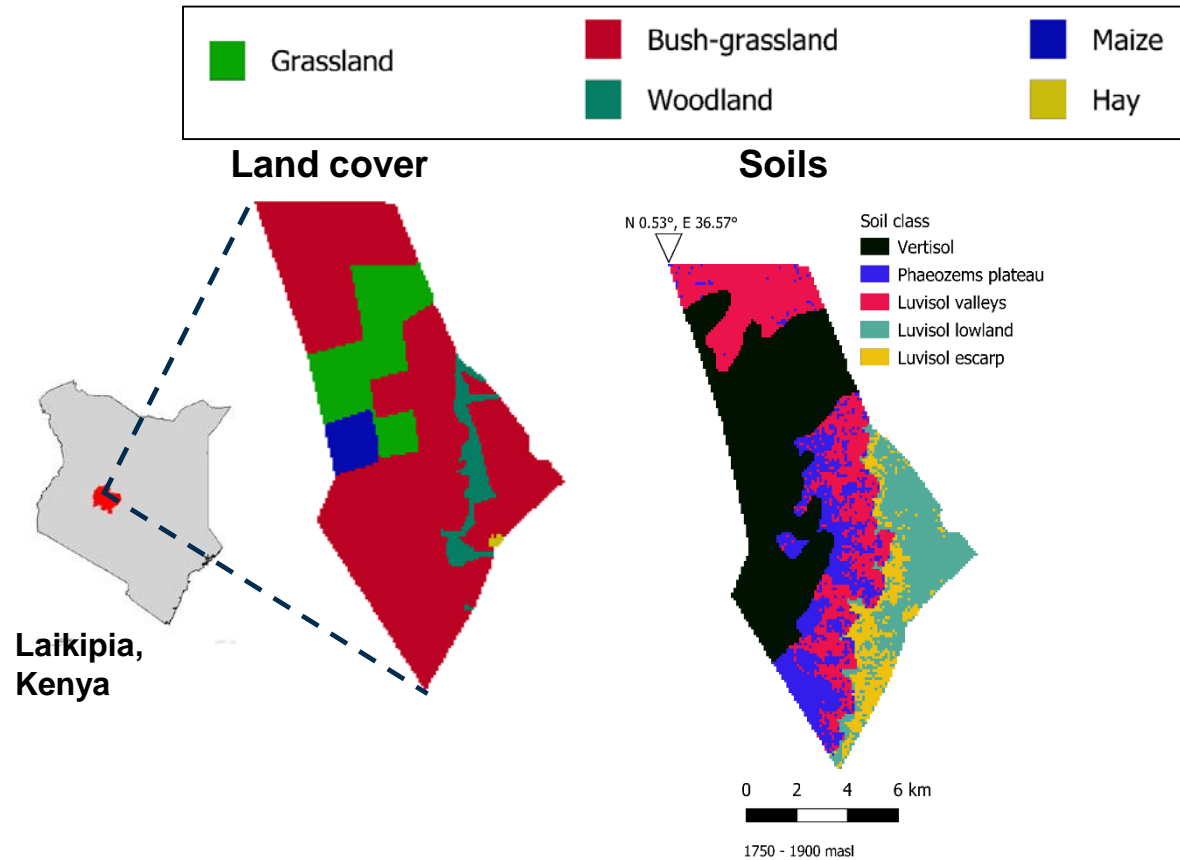 Grassland
Bush-grassland
Woodland
Maize
Hay
Land cover
Soils
N 0.53°, E 36.57°
Soil class
Vertisol
Phaeozems plateau
Luvisol valleys
Luvisol lowland
Luvisol escarp
Laikipia,
Kenya
0 2 4 6 km
1750 - 1900 masl